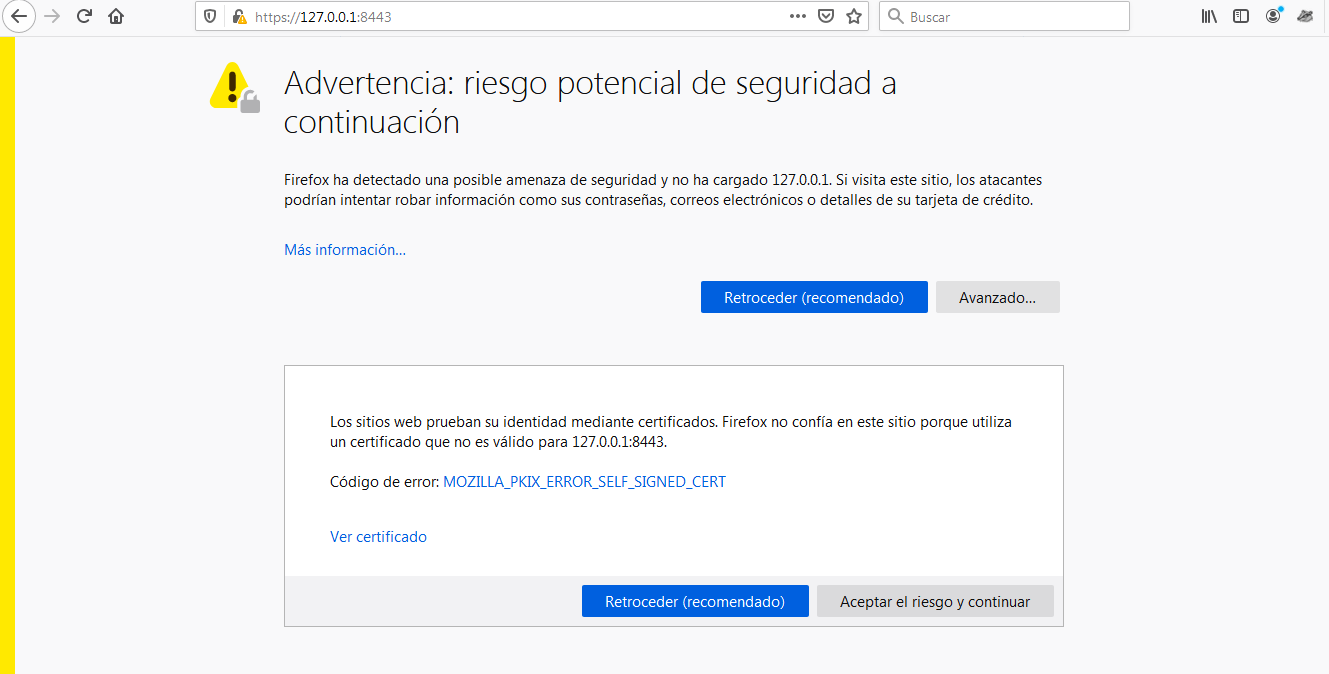 https://127.0.0.1:8443
Buscar
Advertencia: riesgo potencial de seguridad a
continuación
Firefox ha detectado una posible amenaza de seguridad y no ha cargado 127.0.0.1. Si visita este sitio, los atacantes
podrían intentar robar información como sus contraseñas, correos electrónicos o detalles de su tarjeta de crédito.
Más información...
Retroceder (recomendado)
Avanzado...
Los sitios web prueban su identidad mediante certificados. Firefox no confía en este sitio porque utiliza
un certificado que no es válido para 127.0.0.1:8443.
Código de error: MOZILLA_PKIX_ERROR_SELF_SIGNED_CERT
Ver certificado
Retroceder (recomendado)
Aceptar el riesgo y continuar